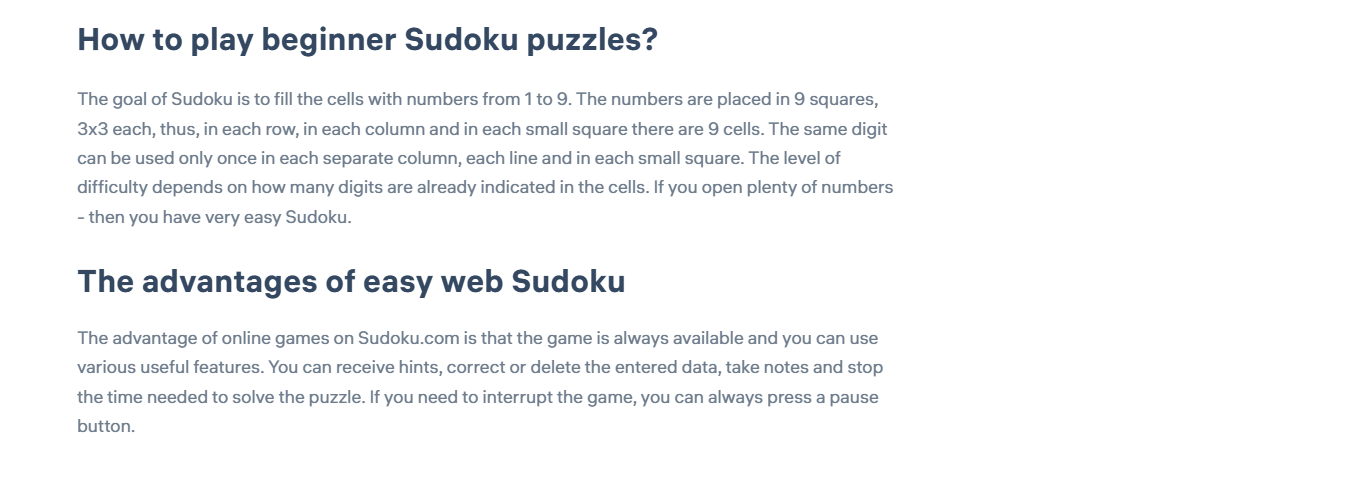 How to play beginner Sudoku puzzles?
The goal of Sudoku is to fill the cells with numbers from 1 to 9. The numbers are placed in 9 squares,
3x3 each, thus, in each row, in each column and in each small square there are 9 cells. The same digit
can be used only once in each separate column, each line and in each small square. The level of
difficulty depends on how many digits are already indicated in the cells. If you open plenty of numbers
- then you have very easy Sudoku.
The advantages of easy web Sudoku
The advantage of online games on Sudoku.com is that the game is always available and you can use
various useful features. You can receive hints, correct or delete the entered data, take notes and stop
the time needed to solve the puzzle. If you need to interrupt the game, you can always press a pause
button.